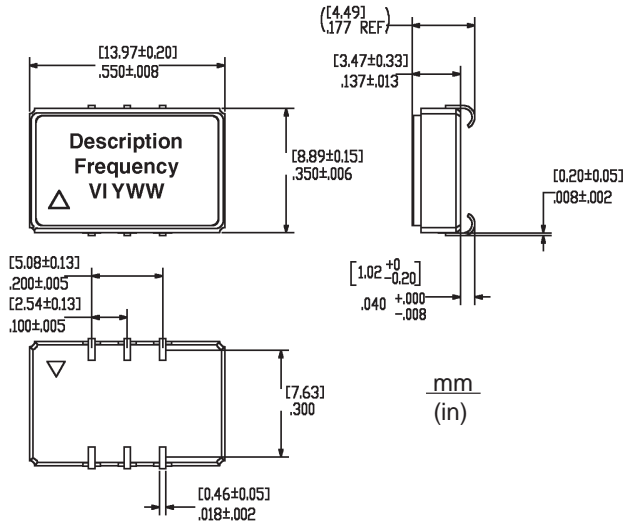 ([4.49]
.177 REF)
[13.97±0.20]
.550±.008
[3.47±0.33]
.137±.013
Description
Frequency
VI YWW
[8.89±0.15]
.350±.006
[0.20±0.05]
.008±.002
[5.08±0.13]
.200±.005
[1.02 +0 -0.20]
.040 +.000 -.008
[2.54±0.13]
.100±.005
[7.63]
.300
mm
(in)
[0.46±0.05]
.018±.002